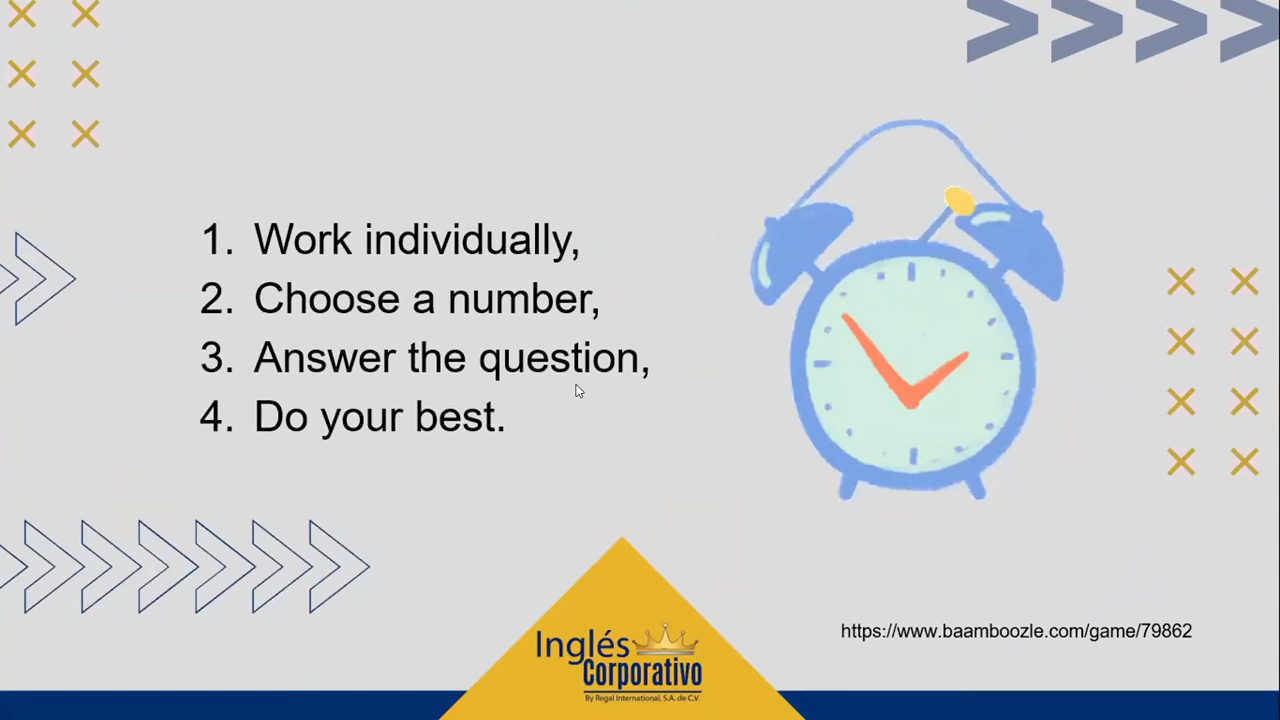 1. Work individually,
2. Choose a number,
3. Answer the question,
4. Do your best.
https://www.baamboozle.com/game/79862
Inglés
Corporativo
By Regal International, S.A. de C.V.